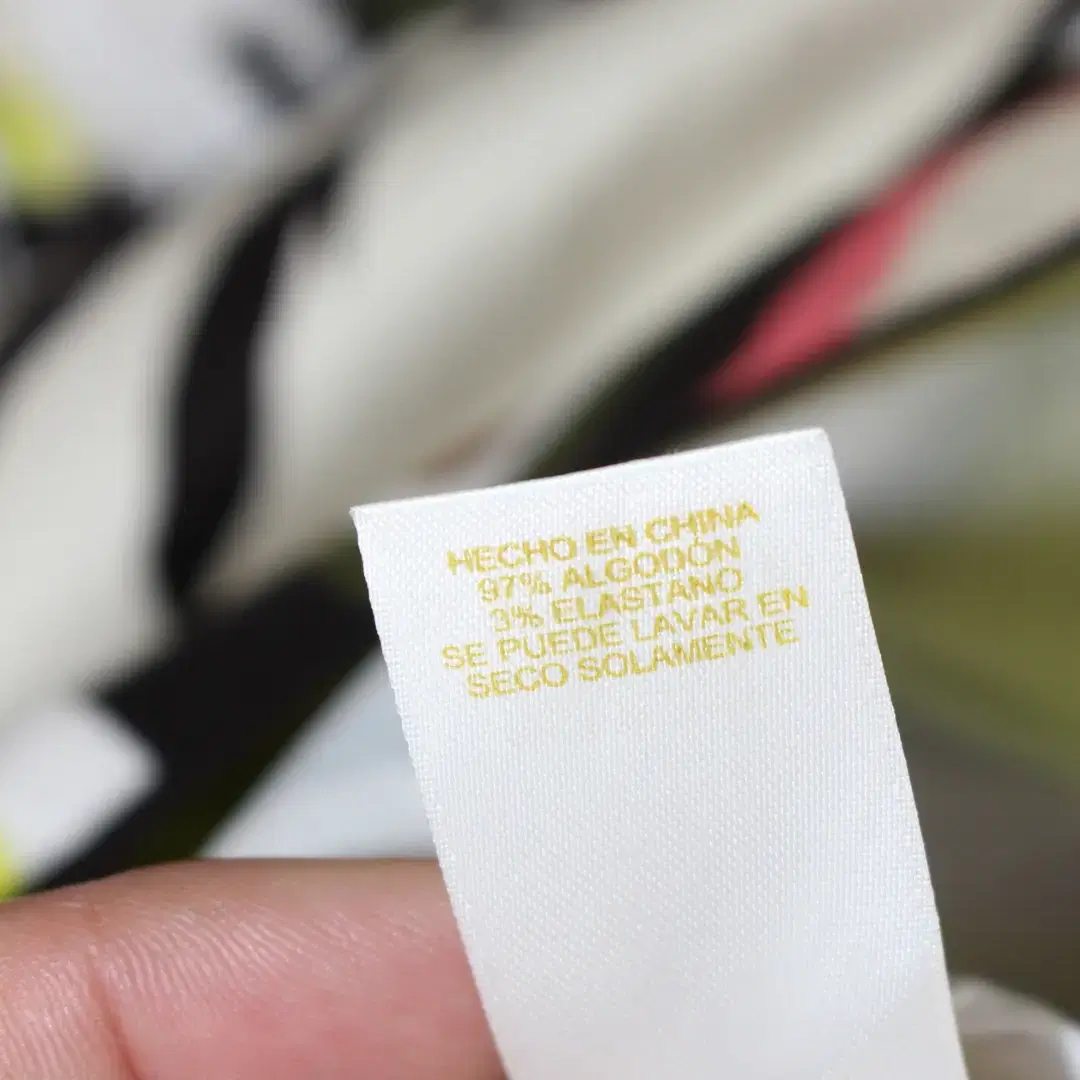 HECHO EN CHINA
97% ALGODÓN
3% ELASTANO
SE PUEDE LAVAR EN
SECO SOLAMENTE